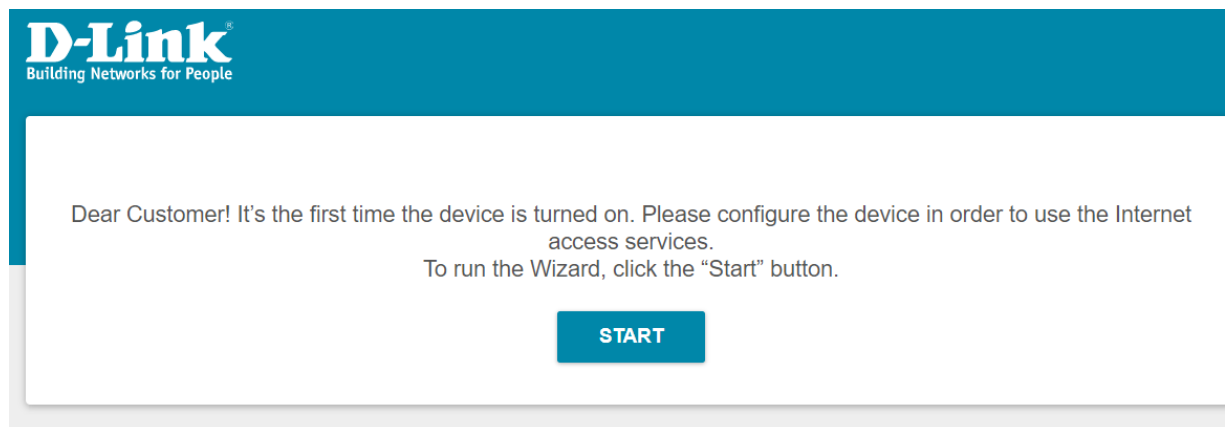 D-Link®
Building Networks for People
Dear Customer! It’s the first time the device is turned on. Please configure the device in order to use the Internet
access services.
To run the Wizard, click the “Start” button.
START